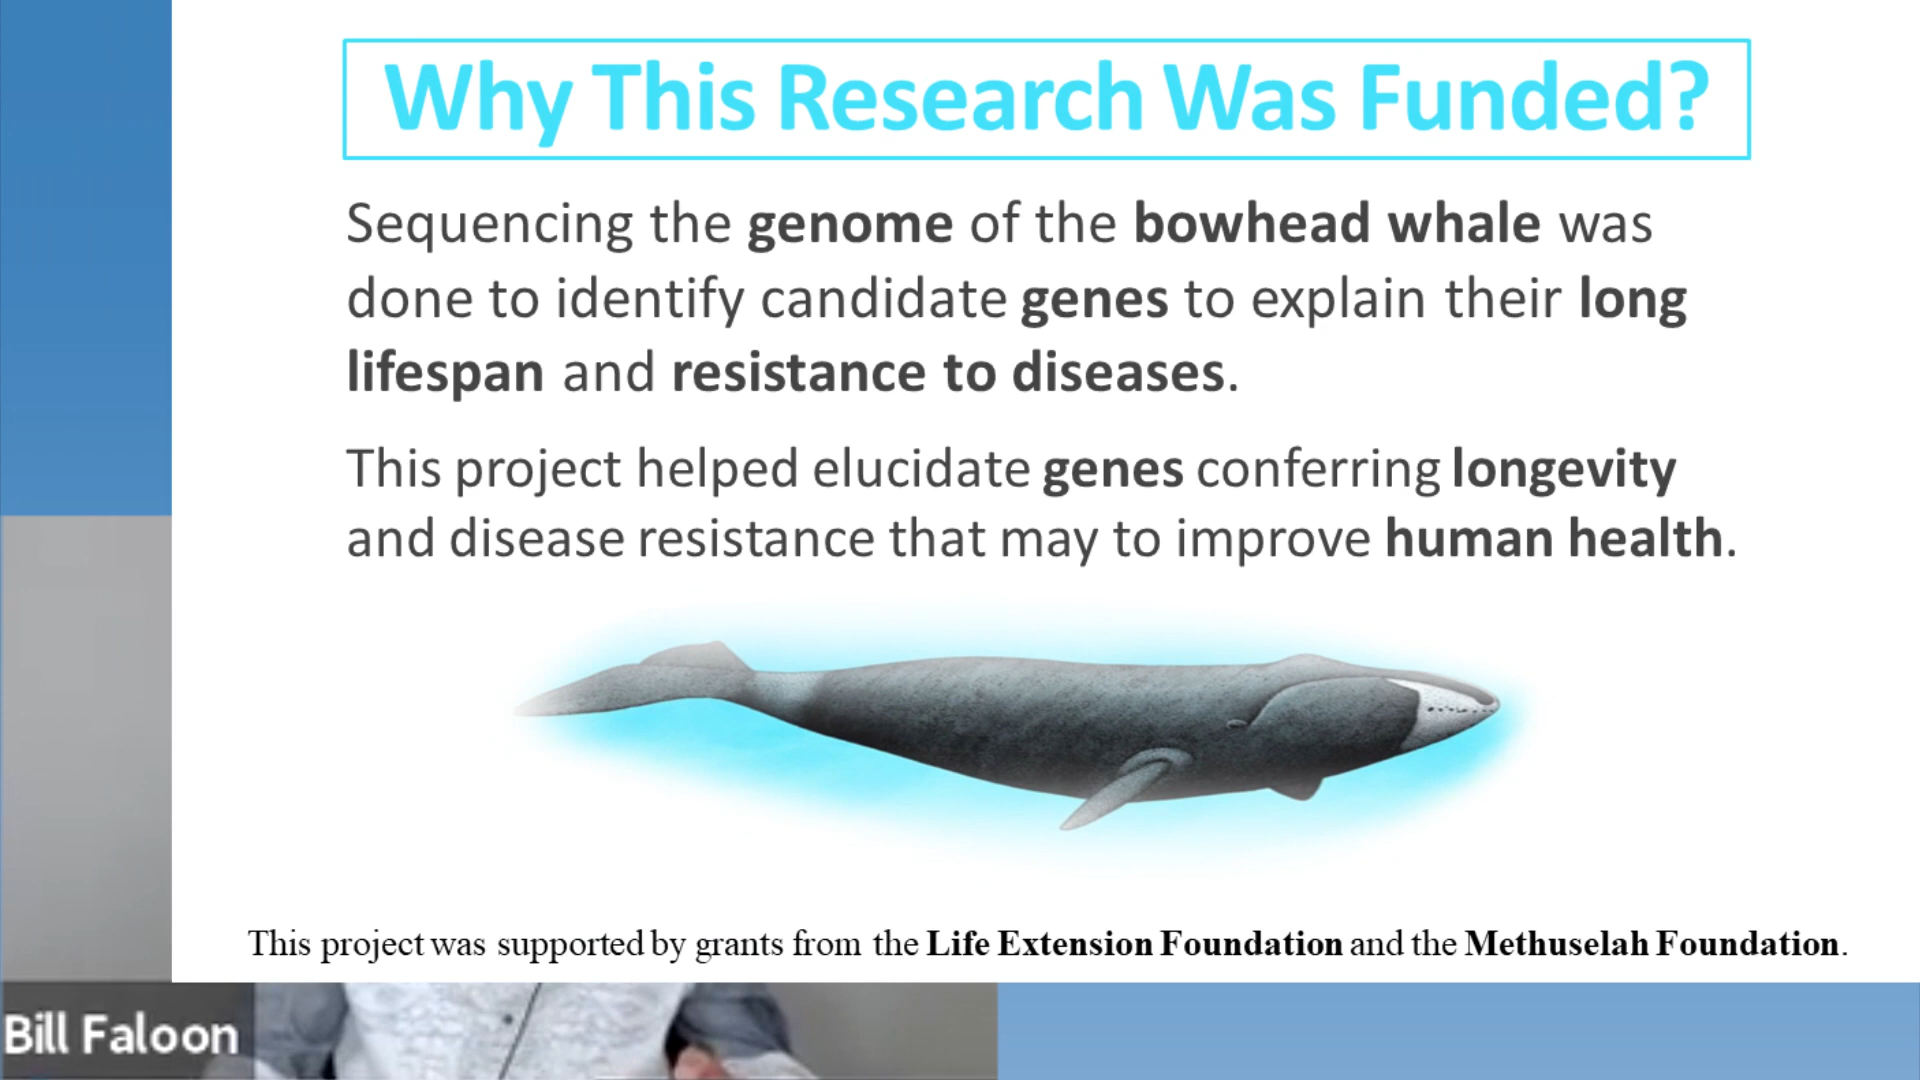 Why This Research Was Funded?
Sequencing the genome of the bowhead whale was
done to identify candidate genes to explain their long
lifespan and resistance to diseases.
This project helped elucidate genes conferring longevity
and disease resistance that may to improve human health.
This project was supported by grants from the Life Extension Foundation and the Methuselah Foundation.
Bill Faloon